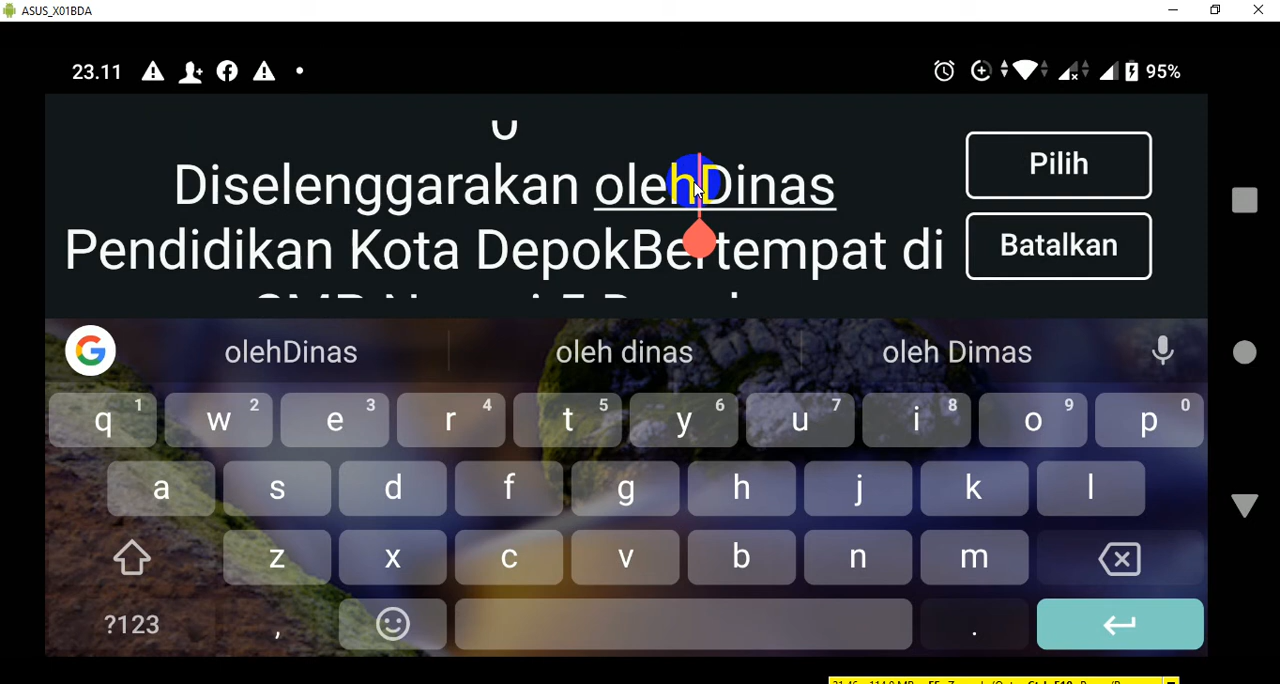 ASUS_X01BDA
23.11
95%
Diselenggarakan olehDinas
Pendidikan Kota DepokBertempat di
Pilih
Batalkan
olehDinas oleh dinas oleh Dimas
q 1 w 2 e 3 r 4 t 5 y 6 u 7 i 8 o 9 p 0
a s d f g h j k l
z x c v b n m
?123 , .